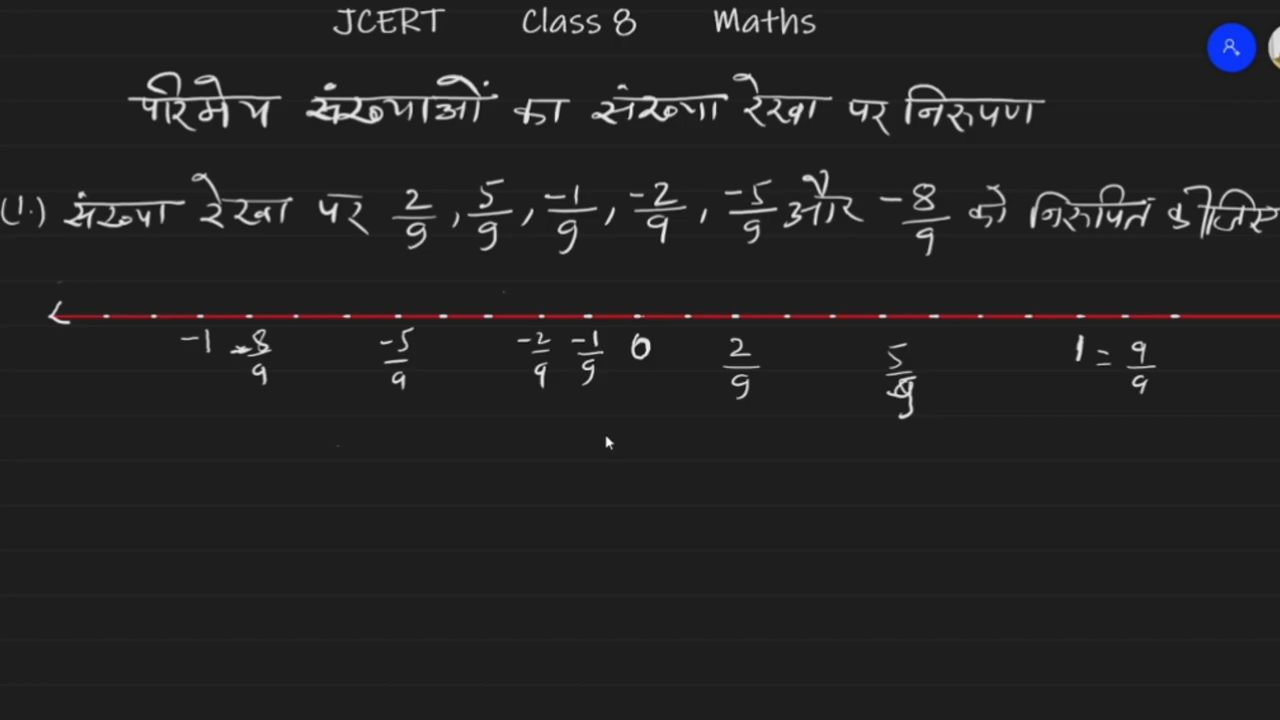 JCERT Class 8 Maths
परिमेय संख्याओं का संख्या रेखा पर निरुपण
(1.) संख्या रेखा पर 2/9, 5/9, -1/9, -2/9, -5/9 और -8/9 को निरुपित कीजिए
-1 -8/9 -5/9 -2/9 -1/9 0 2/9 5/9 1 = 9/9